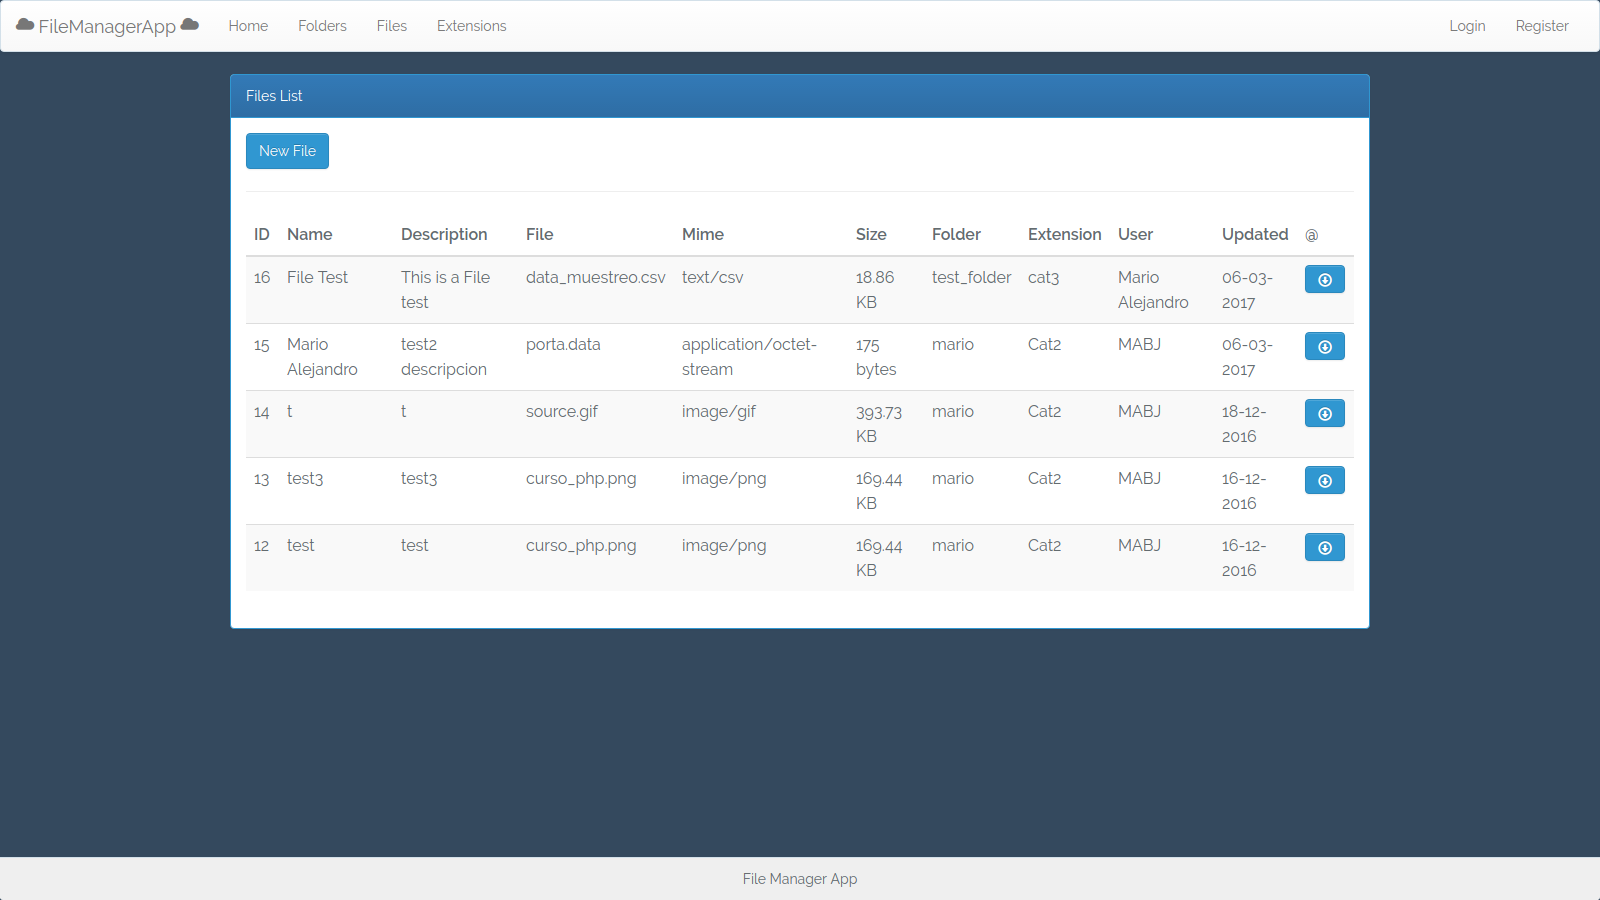 FileManagerApp Home Folders Files Extensions Login Register
Files List
New File
ID Name Description File Mime Size Folder Extension User Updated @
16 File Test This is a File data_muestreo.csv text/csv 18.86 test_folder cat3 Mario 06-03-
test KB Alejandro 2017
15 Mario test2 porta.data application/octet- 175 mario Cat2 MABJ 06-03-
Alejandro descripcion stream bytes 2017
14 t t source.gif image/gif 393.73 mario Cat2 MABJ 18-12-
KB 2016
13 test3 test3 curso_php.png image/png 169.44 mario Cat2 MABJ 16-12-
KB 2016
12 test test curso_php.png image/png 169.44 mario Cat2 MABJ 16-12-
KB 2016
File Manager App